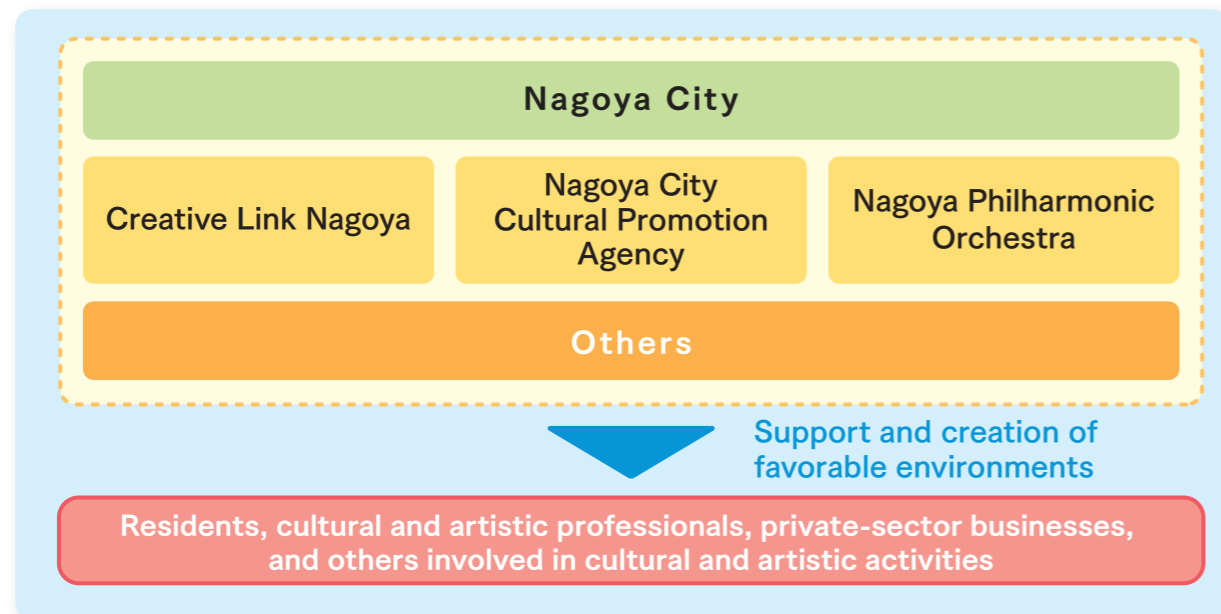 Nagoya City
Creative Link Nagoya
Nagoya City
Cultural Promotion
Agency
Nagoya Philharmonic
Orchestra
Others
Support and creation of
favorable environments
Residents, cultural and artistic professionals, private-sector businesses,
and others involved in cultural and artistic activities